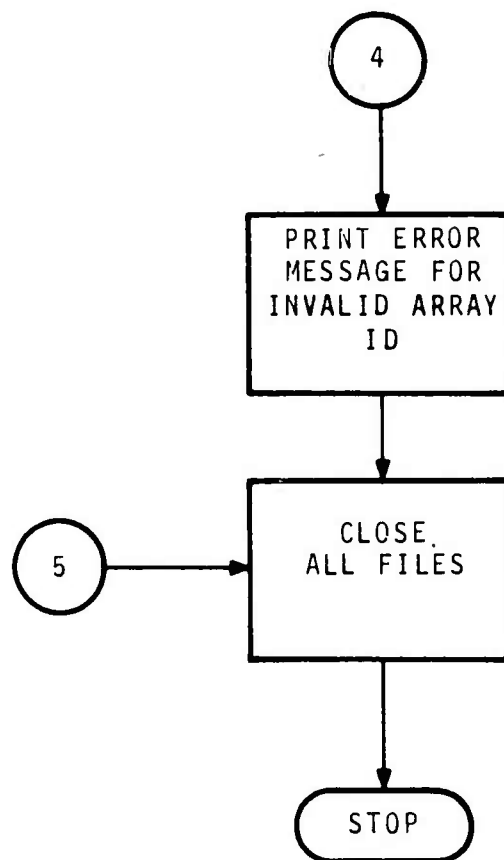 4
PRINT ERROR
MESSAGE FOR
INVALID ARRAY
ID
5
CLOSE.
ALL FILES
STOP